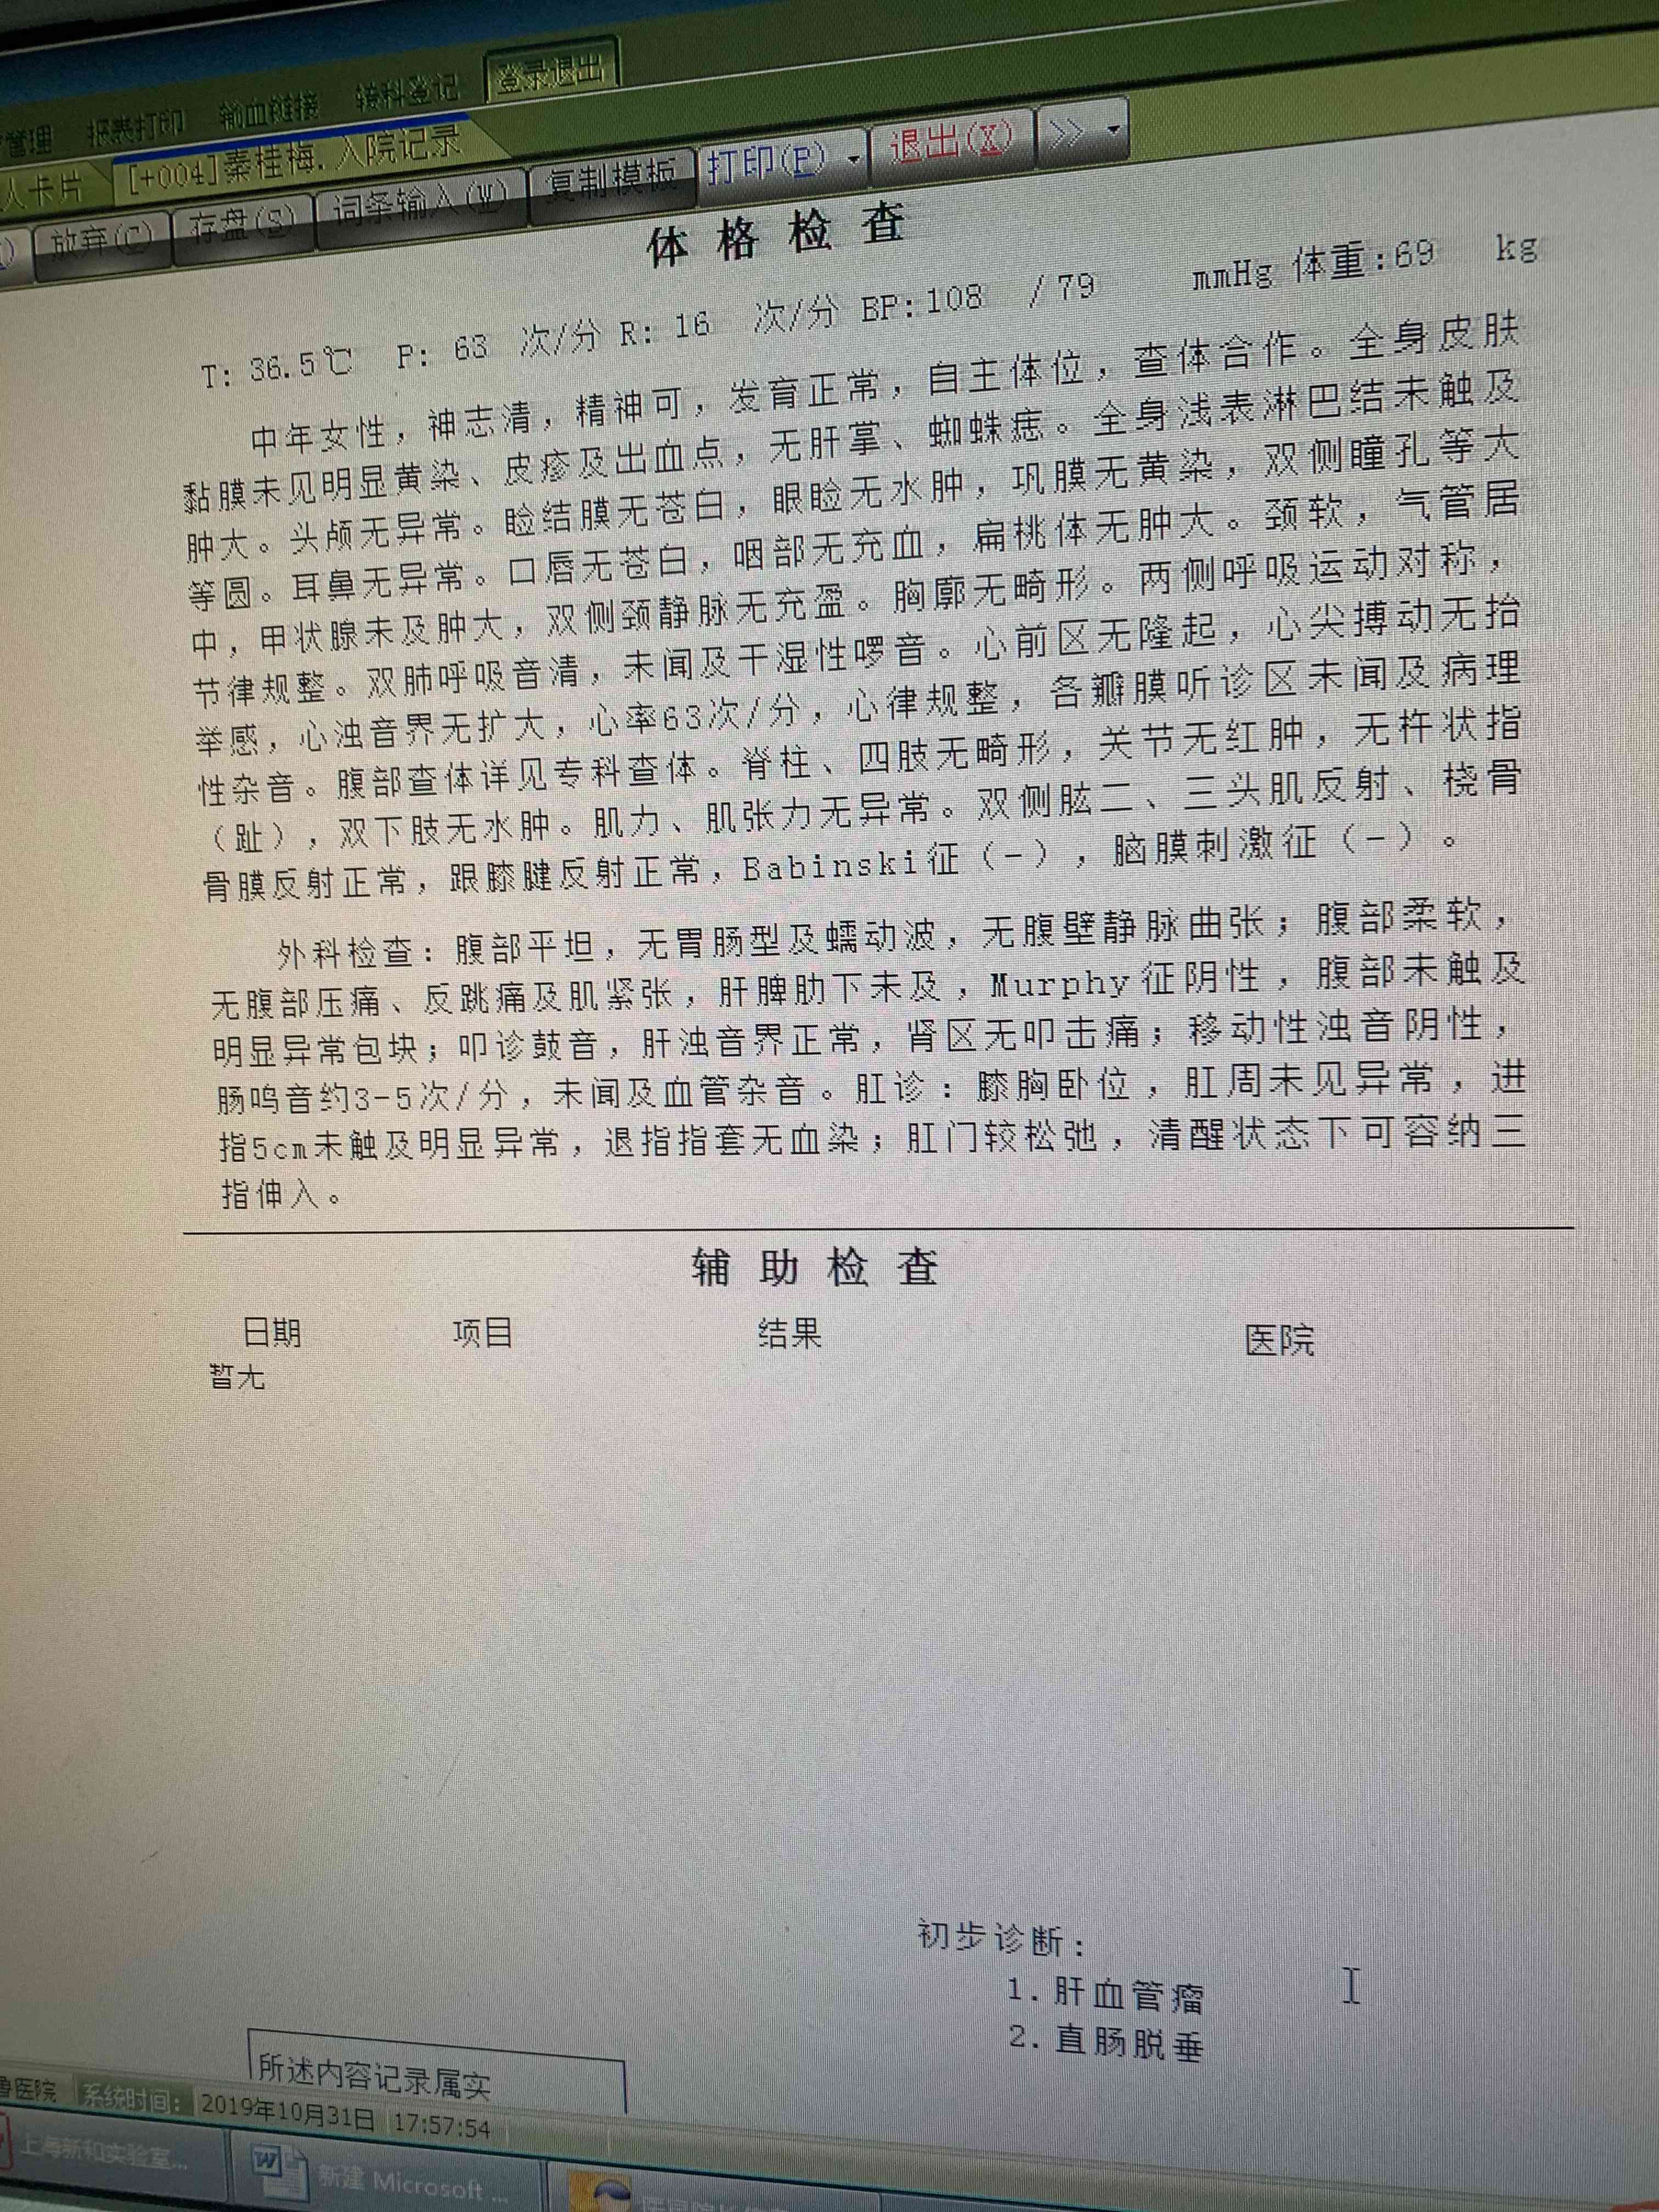 管理 报表打印 输血链接 转科登记 登录退出
人卡片 [+004]秦桂梅.入院记录
放弃(C) 存盘(S) 词条输入(W) 复制模板 打印(P) 退出(X) >>
体格检查
T: 36.5℃ P: 63 次/分 R: 16 次/分 BP:108 /79 mmHg 体重:69 kg
中年女性，神志清，精神可，发育正常，自主体位，查体合作。全身皮肤
黏膜未见明显黄染、皮疹及出血点，无肝掌、蜘蛛痣。全身浅表淋巴结未触及
肿大。头颅无异常。睑结膜无苍白，眼睑无水肿，巩膜无黄染，双侧瞳孔等大
等圆。耳鼻无异常。口唇无苍白，咽部无充血，扁桃体无肿大。颈软，气管居
中，甲状腺未及肿大，双侧颈静脉无充盈。胸廓无畸形。两侧呼吸运动对称，
节律规整。双肺呼吸音清，未闻及干湿性啰音。心前区无隆起，心尖搏动无抬
举感，心浊音界无扩大，心率63次/分，心律规整，各瓣膜听诊区未闻及病理
性杂音。腹部查体详见专科查体。脊柱、四肢无畸形，关节无红肿，无杵状指
（趾），双下肢无水肿。肌力、肌张力无异常。双侧肱二、三头肌反射、桡骨
骨膜反射正常，跟膝腱反射正常，Babinski征（-），脑膜刺激征（-）。
外科检查：腹部平坦，无胃肠型及蠕动波，无腹壁静脉曲张；腹部柔软，
无腹部压痛、反跳痛及肌紧张，肝脾肋下未及，Murphy征阴性，腹部未触及
明显异常包块；叩诊鼓音，肝浊音界正常，肾区无叩击痛；移动性浊音阴性，
肠鸣音约3-5次/分，未闻及血管杂音。肛诊：膝胸卧位，肛周未见异常，进
指5cm未触及明显异常，退指指套无血染；肛门较松弛，清醒状态下可容纳三
指伸入。
辅助检查
日期 项目 结果 医院
暂无
初步诊断：
1.肝血管瘤
2.直肠脱垂
所述内容记录属实
鲁医院 系统时间： 2019年10月31日 17:57:54
上海新和实验室... 新建 Microsoft ...